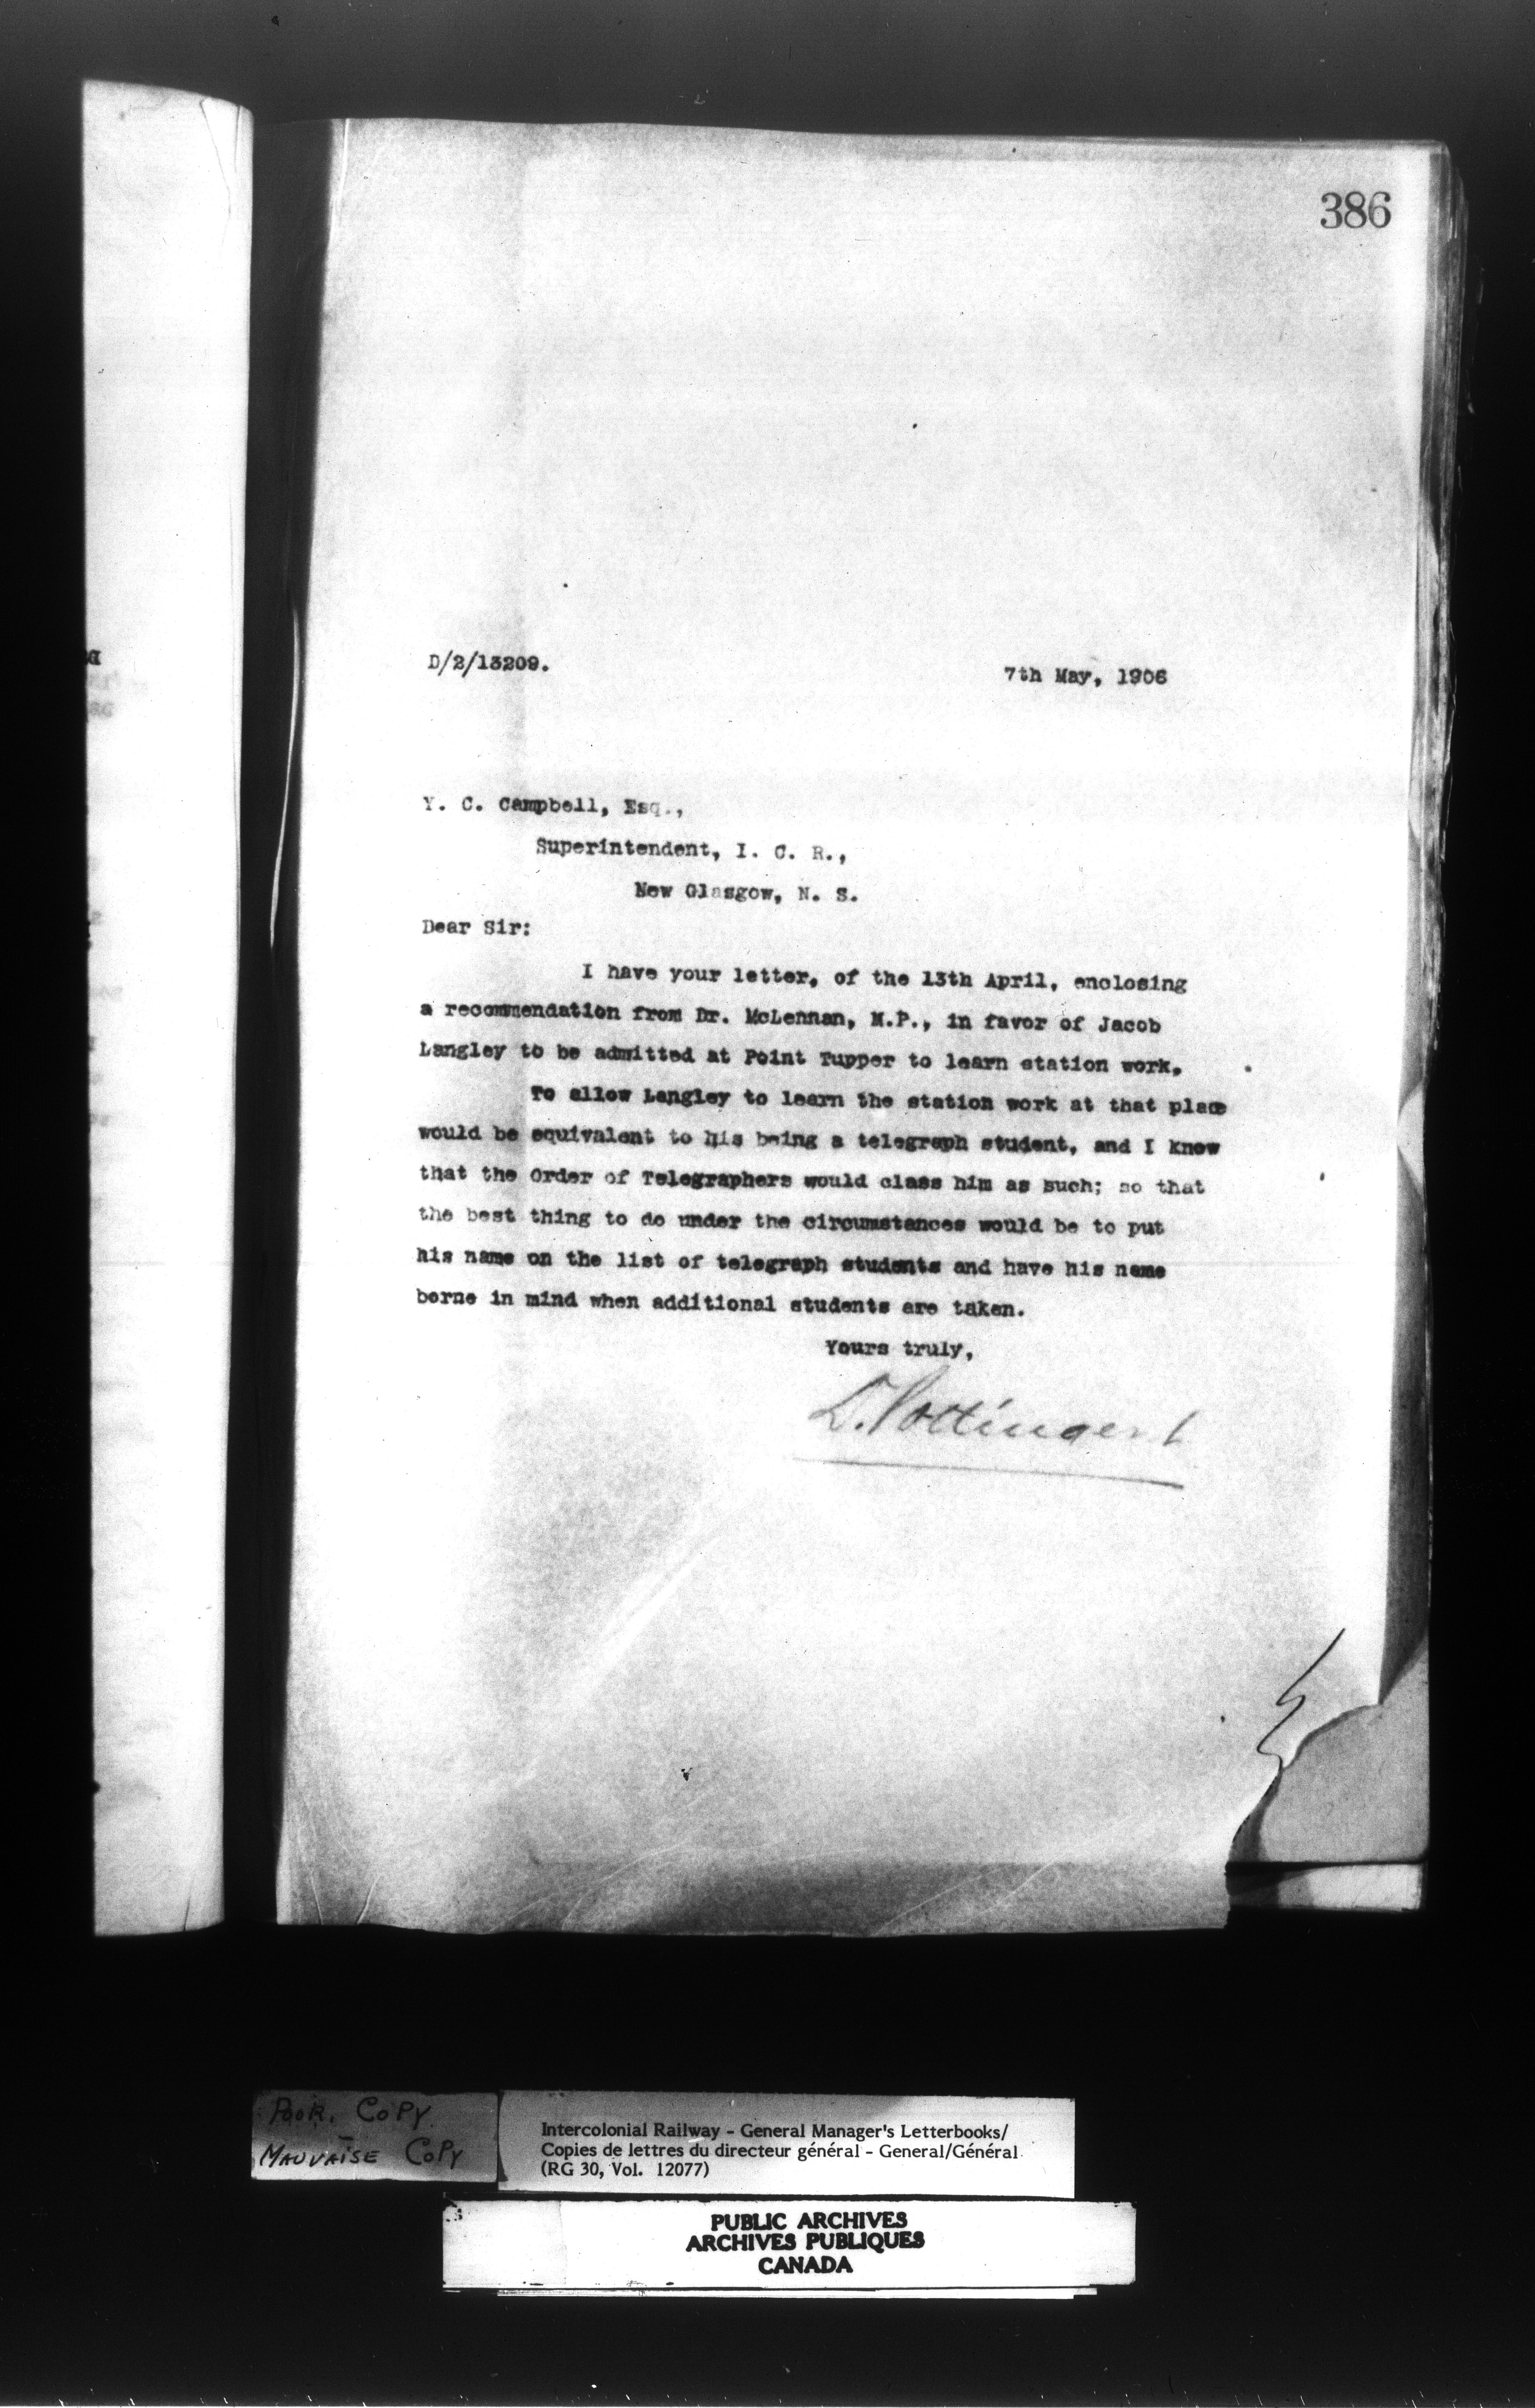 386
D/2/13209.
7th May, 1906
Y. C. Campbell, Esq.,
Superintendent, I. C. R.,
New Glasgow, N. S.
Dear Sir:
I have your letter, of the 13th April, enclosing
a recommendation from Dr. McLennan, M.P., in favor of Jacob
Langley to be admitted at Point Tupper to learn station work.
To allow Langley to learn the station work at that place
would be equivalent to his being a telegraph student, and I know
that the Order of Telegraphers would class him as such; so that
the best thing to do under the circumstances would be to put
his name on the list of telegraph students and have his name
borne in mind when additional students are taken.
Yours truly,
D. Pottinger
POOR COPY
MAUVAISE COPY
Intercolonial Railway - General Manager's Letterbooks/
Copies de lettres du directeur général - General/Général
(RG 30, Vol. 12077)
PUBLIC ARCHIVES
ARCHIVES PUBLIQUES
CANADA